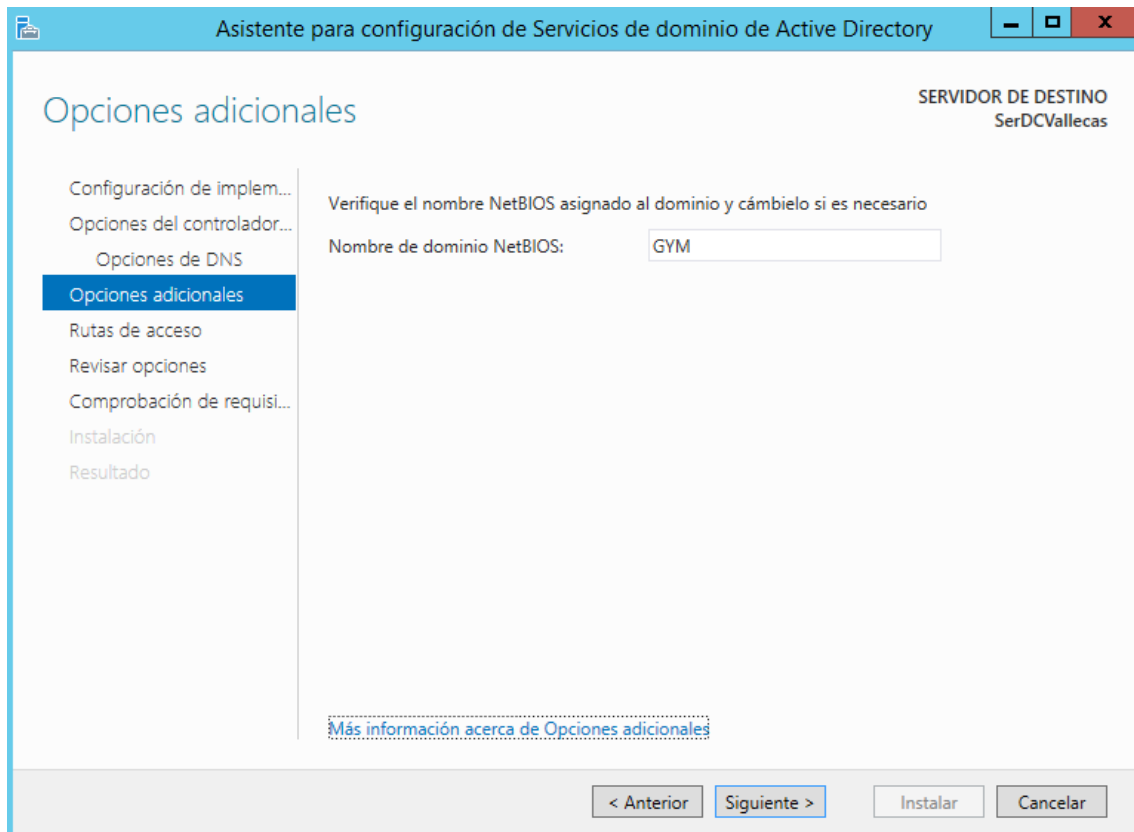 Asistente para configuración de Servicios de dominio de Active Directory
Opciones adicionales
SERVIDOR DE DESTINO
SerDCVallecas
Configuración de implem...
Opciones del controlador...
Opciones de DNS
Opciones adicionales
Rutas de acceso
Revisar opciones
Comprobación de requisi...
Instalación
Resultado
Verifique el nombre NetBIOS asignado al dominio y cámbielo si es necesario
Nombre de dominio NetBIOS: GYM
Más información acerca de Opciones adicionales
< Anterior Siguiente > Instalar Cancelar